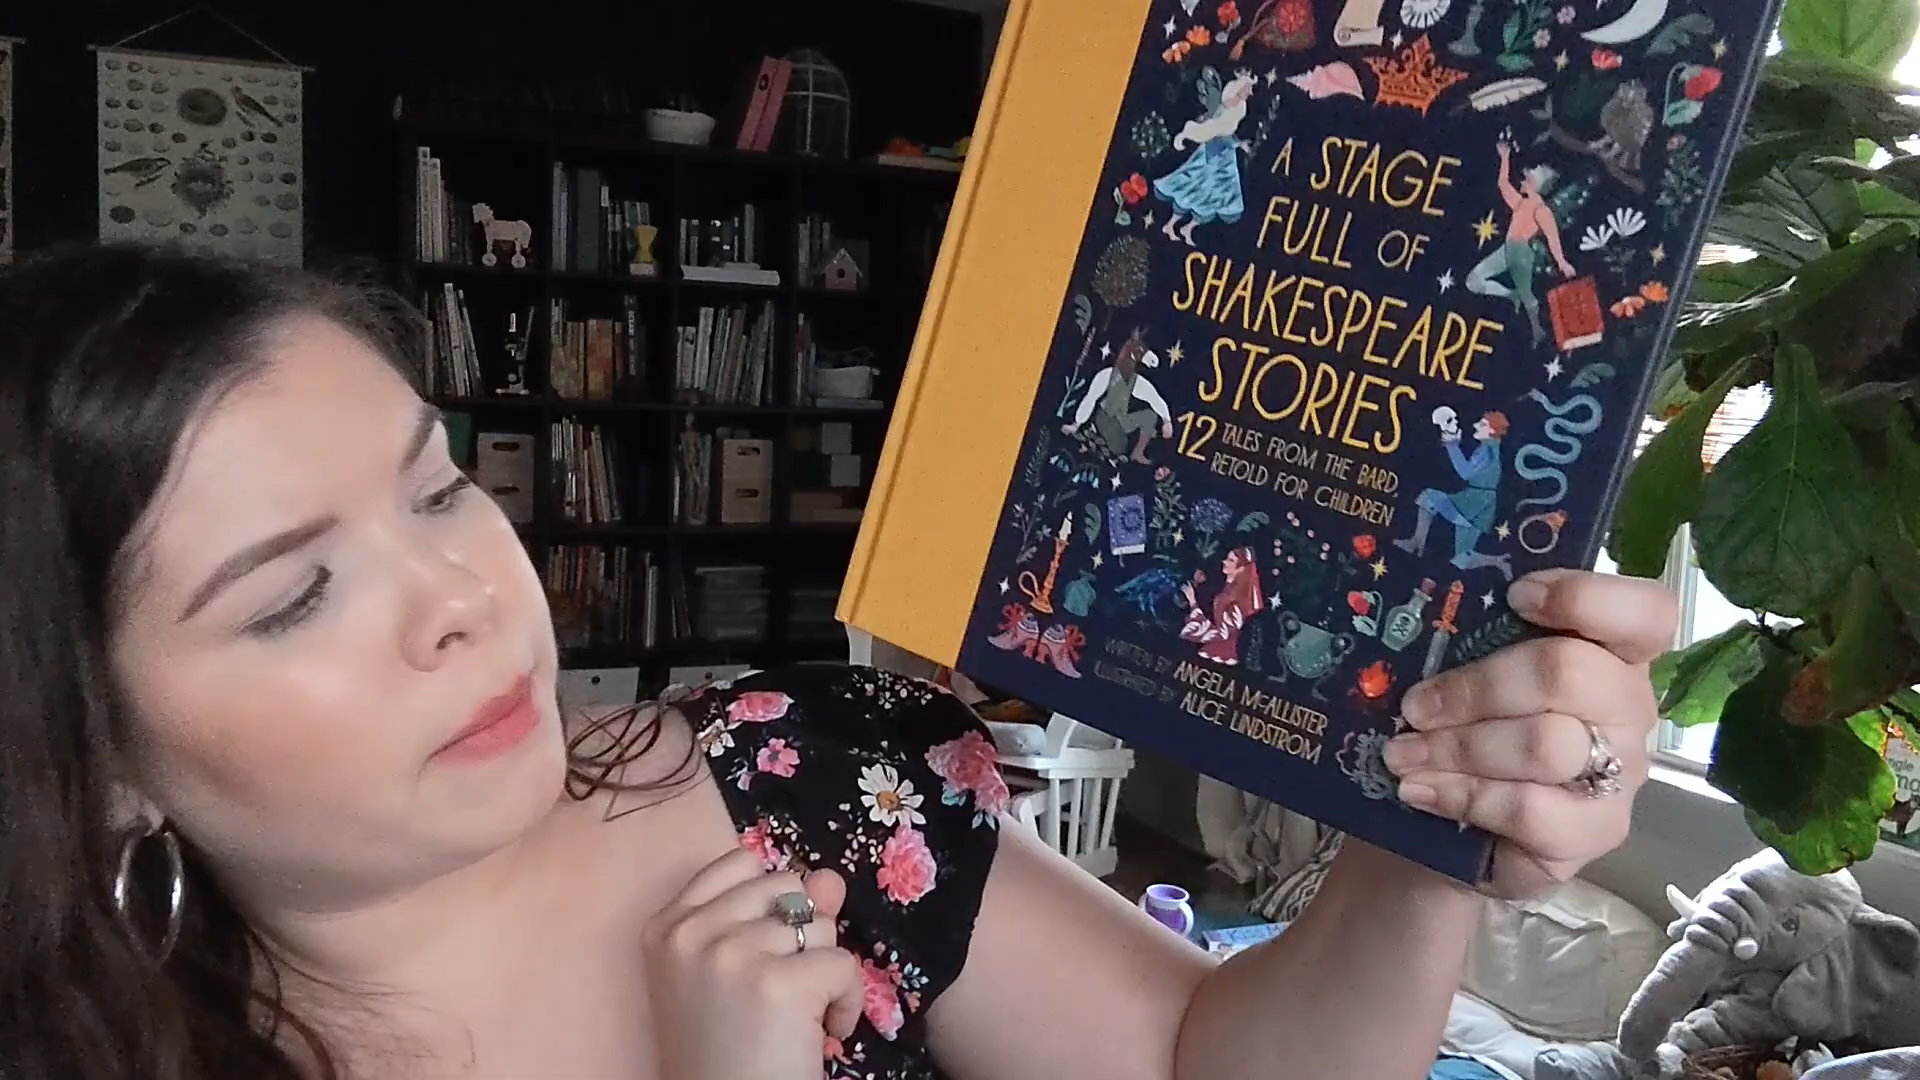 A STAGE
FULL OF
SHAKESPEARE
STORIES
12 TALES FROM THE BARD,
RETOLD FOR CHILDREN
WRITTEN BY ANGELA McALLISTER
ILLUSTRATED BY ALICE LINDSTROM